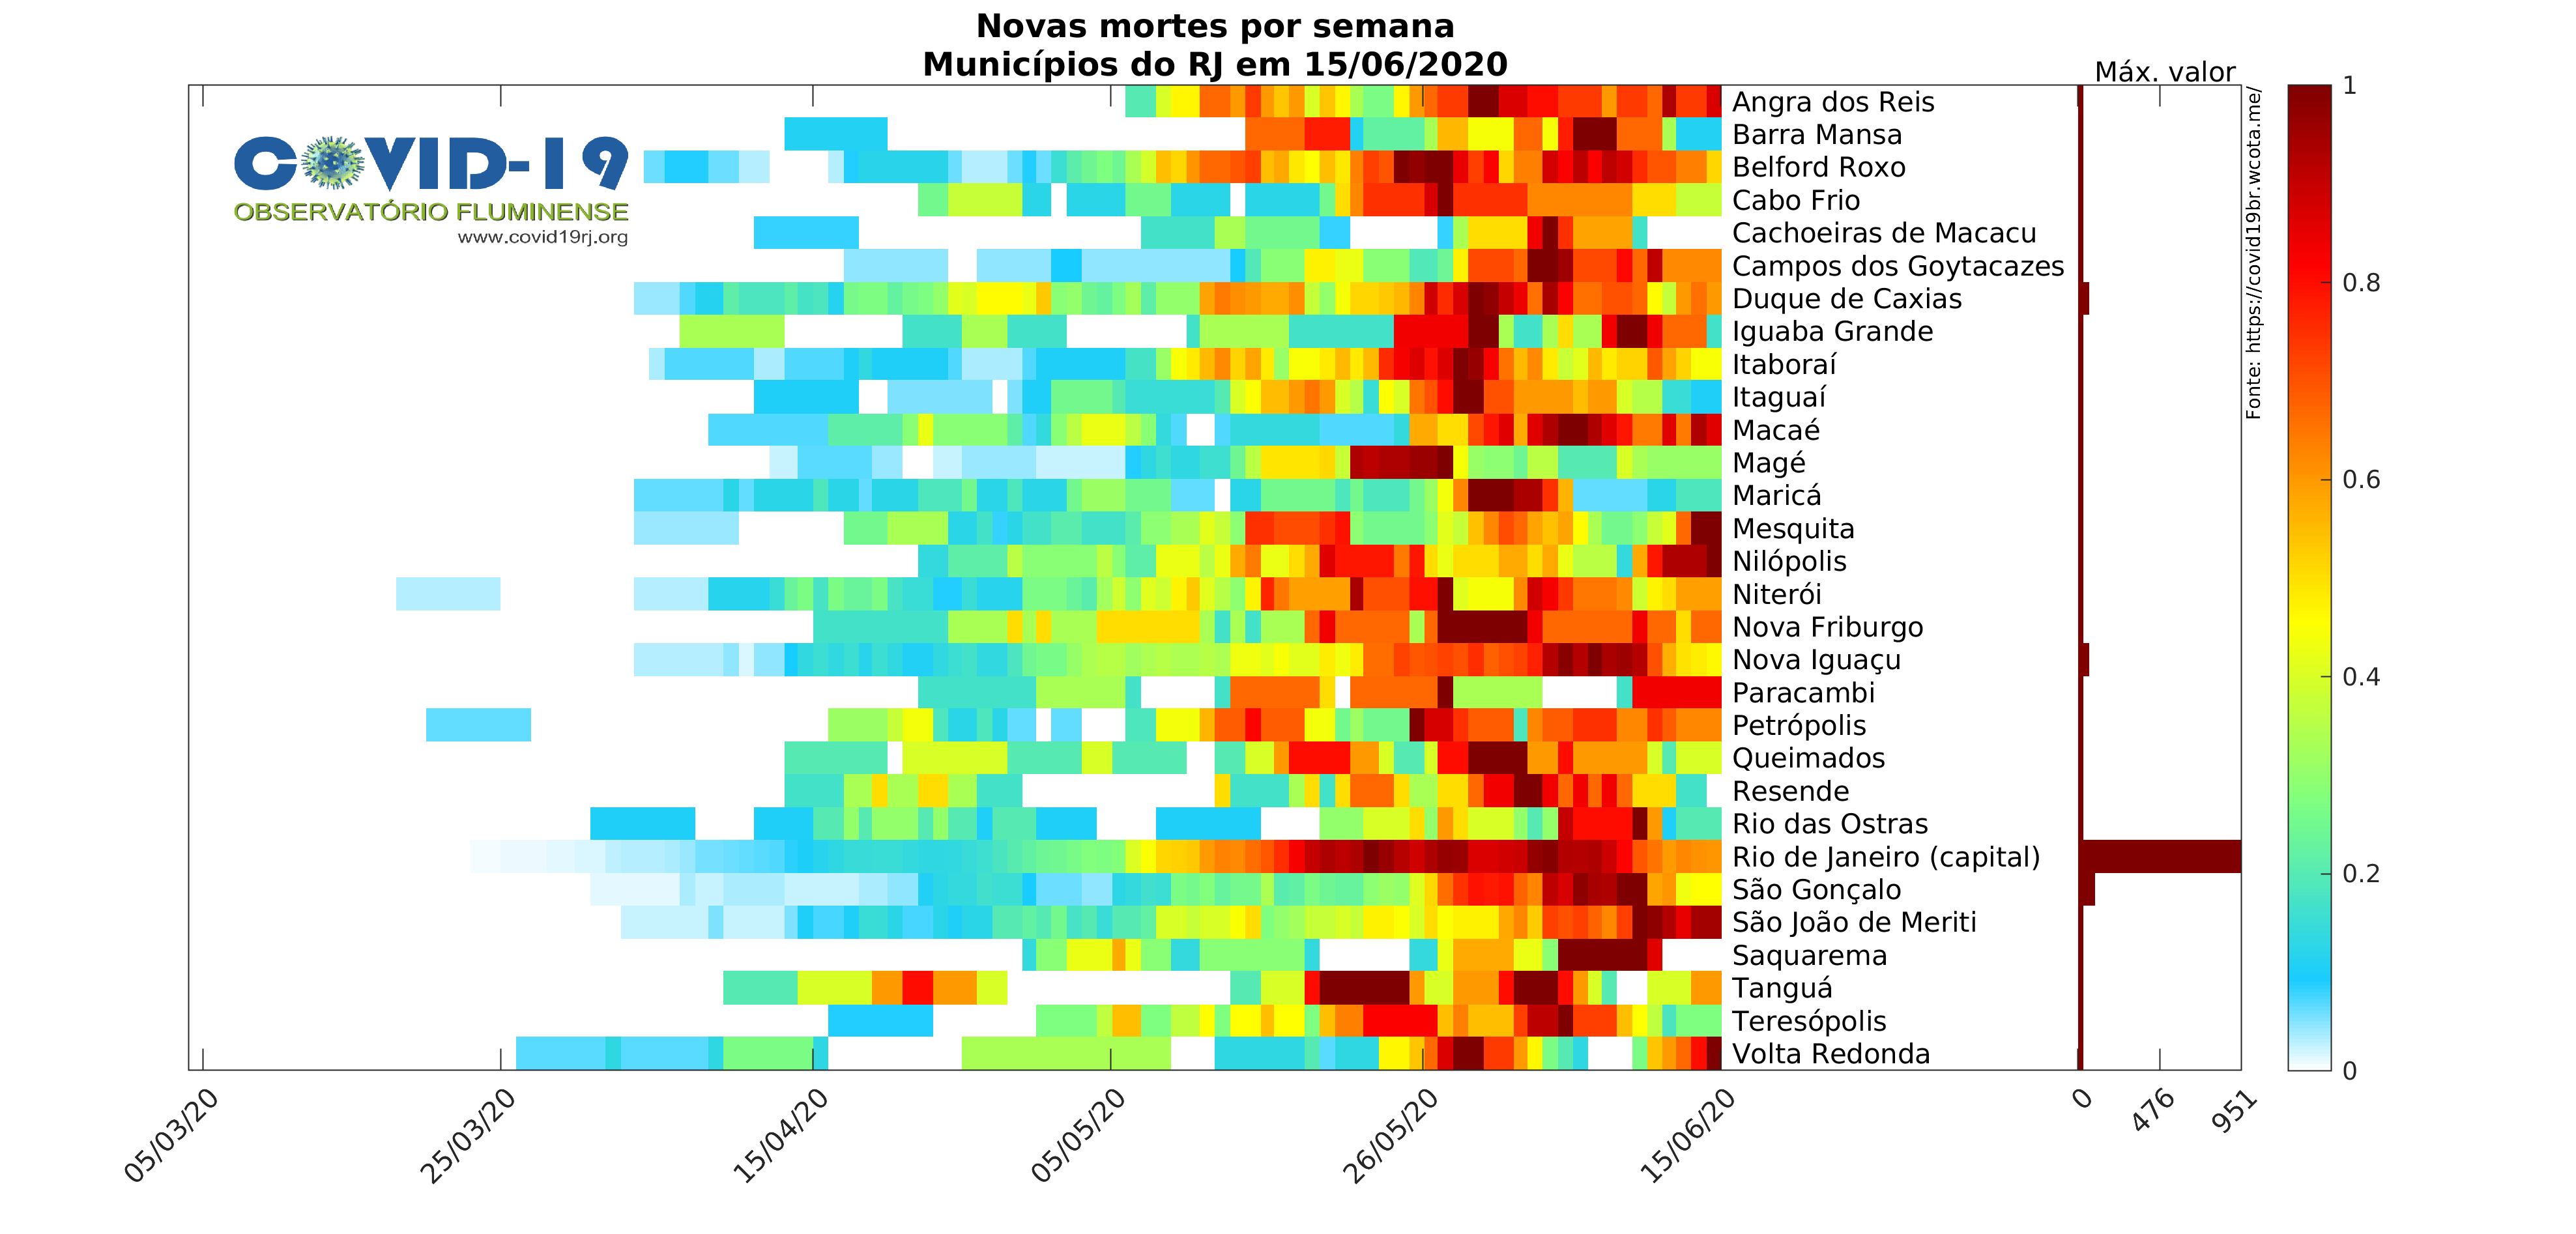 Novas mortes por semana
Municípios do RJ em 15/06/2020
Máx. valor
COVID-19
OBSERVATÓRIO FLUMINENSE
www.covid19rj.org
Angra dos Reis
Barra Mansa
Belford Roxo
Cabo Frio
Cachoeiras de Macacu
Campos dos Goytacazes
Duque de Caxias
Iguaba Grande
Itaboraí
Itaguaí
Macaé
Magé
Maricá
Mesquita
Nilópolis
Niterói
Nova Friburgo
Nova Iguaçu
Paracambi
Petrópolis
Queimados
Resende
Rio das Ostras
Rio de Janeiro (capital)
São Gonçalo
São João de Meriti
Saquarema
Tanguá
Teresópolis
Volta Redonda
Fonte: https://covid19br.wcota.me/
1
0.8
0.6
0.4
0.2
0
05/03/20 25/03/20 15/04/20 05/05/20 26/05/20 15/06/20 0 476 951